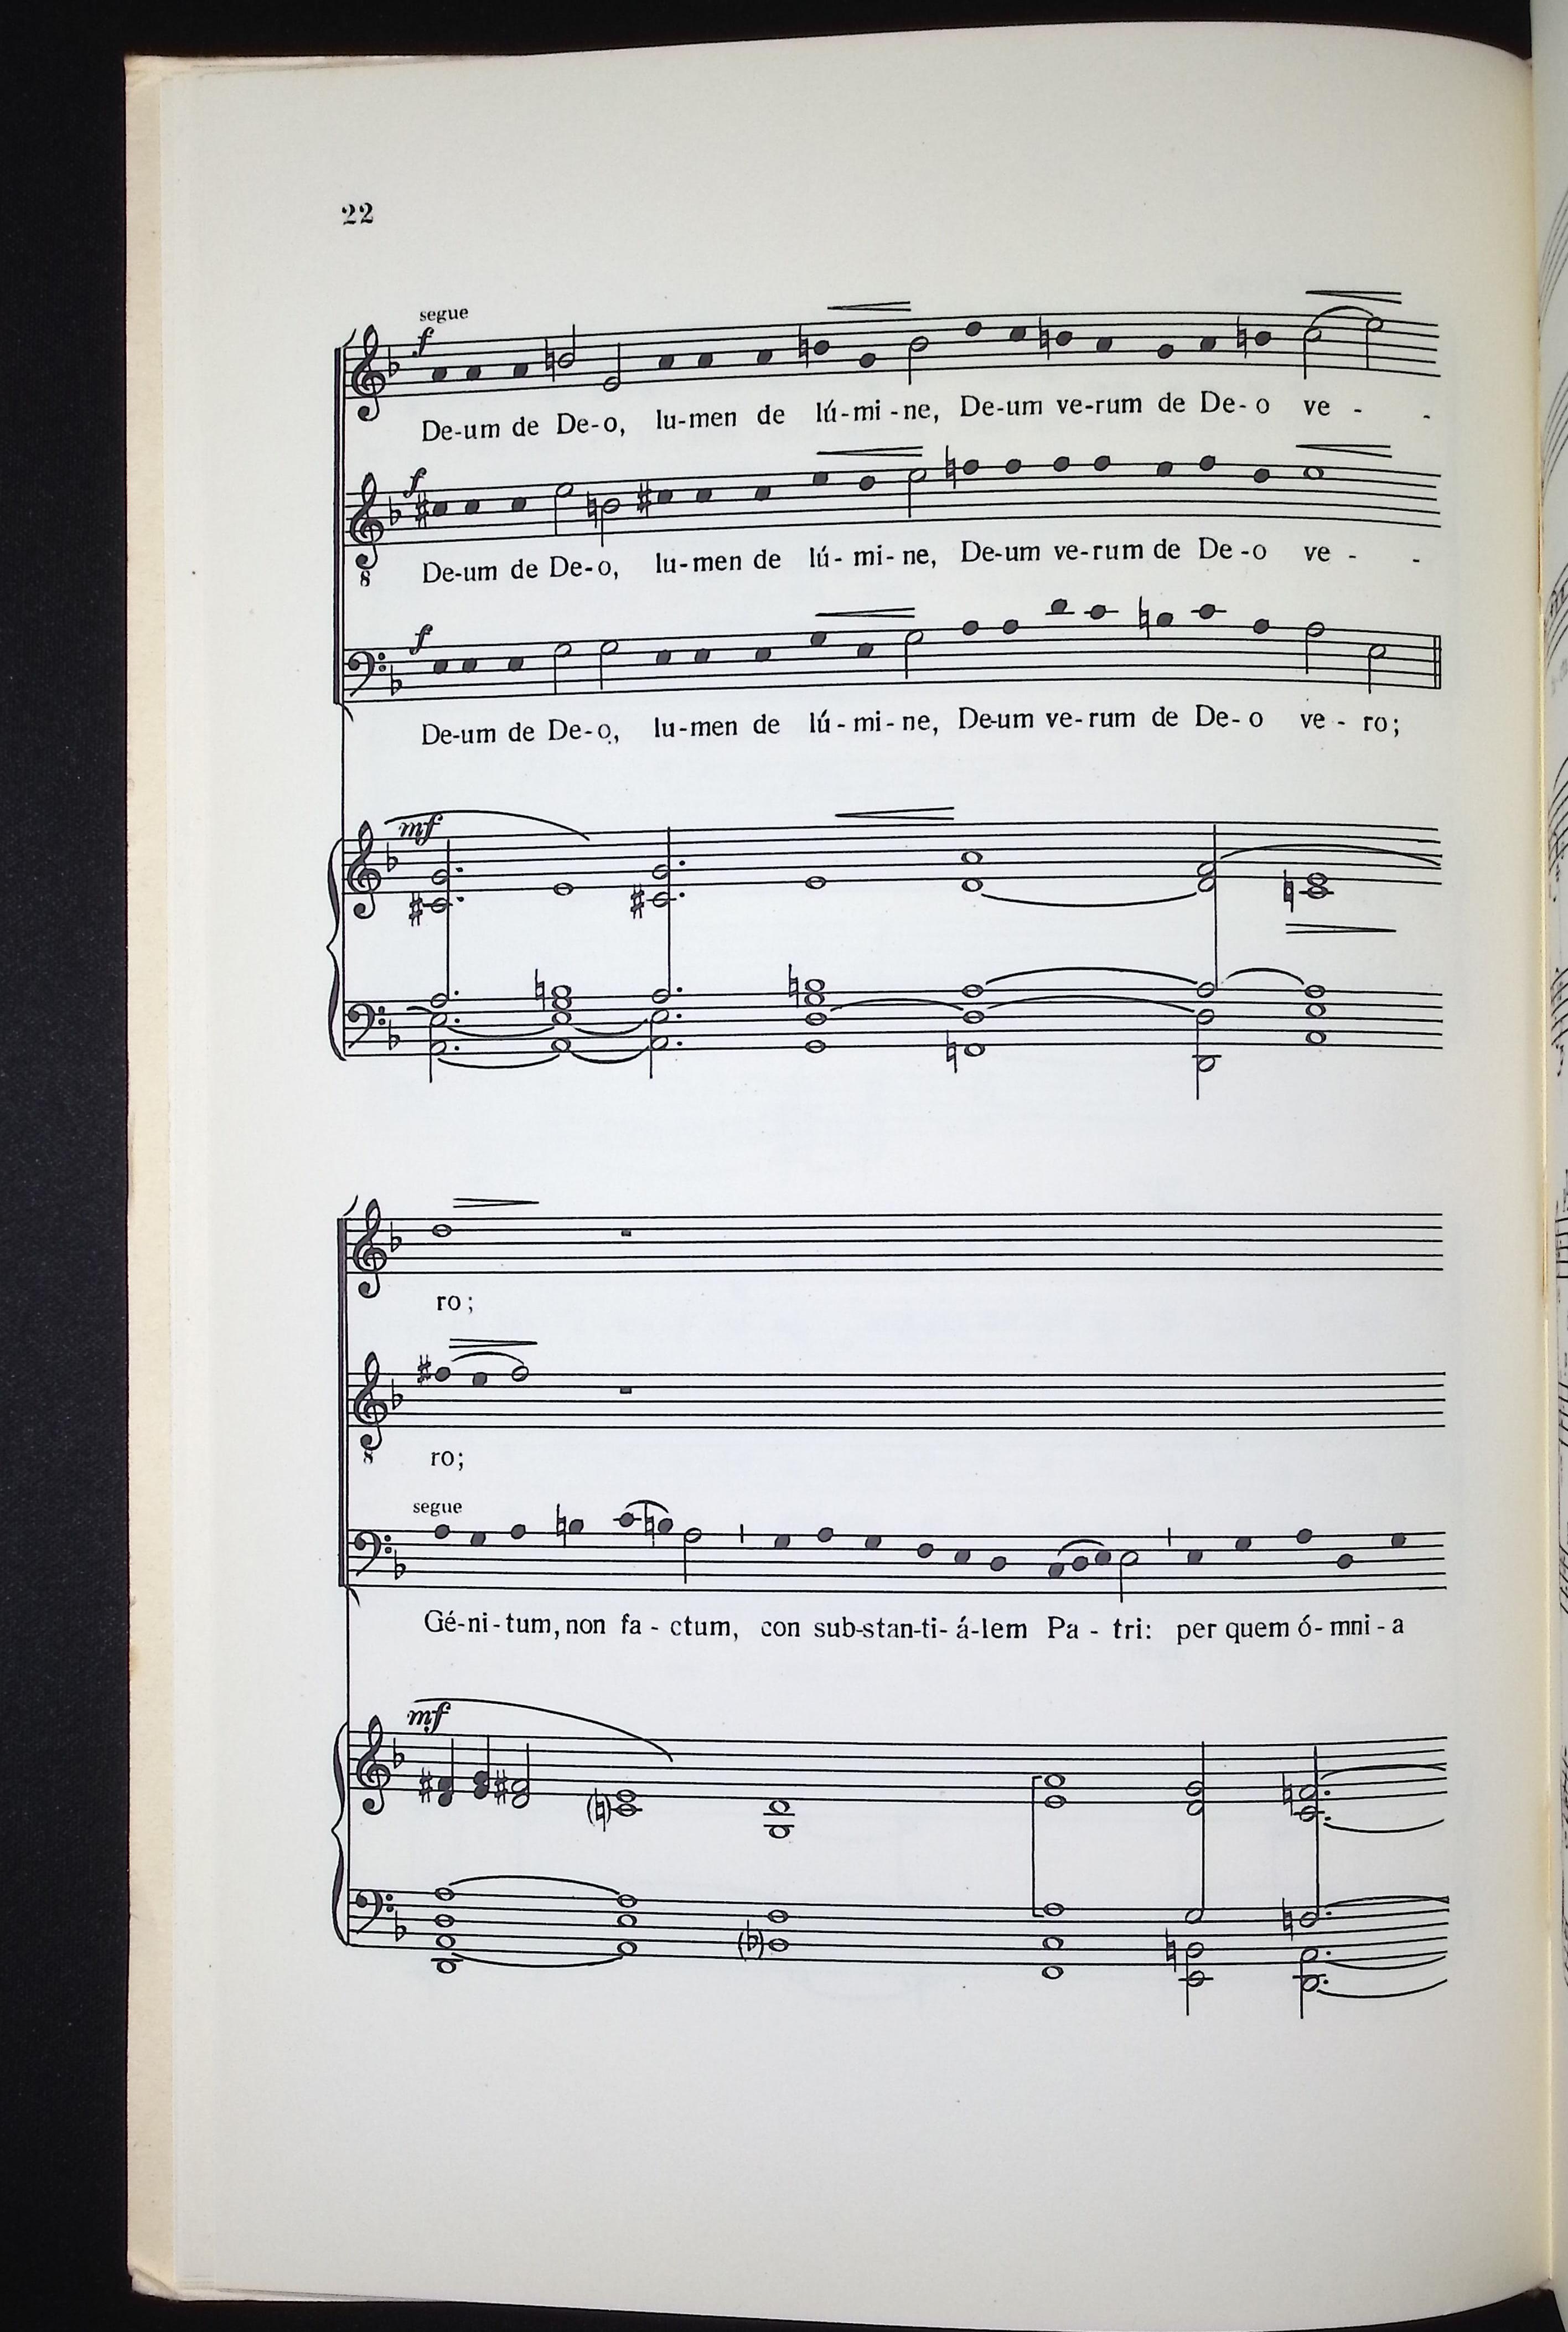 22
segue
f
De-um de De-o, lu-men de lú-mi-ne, De-um ve-rum de De-o ve - -
f
8
De-um de De-o, lu-men de lú-mi-ne, De-um ve-rum de De-o ve - -
f
De-um de De-o, lu-men de lú-mi-ne, De-um ve-rum de De-o ve - ro;
mf
ro;
8
ro;
segue
Gé-ni-tum, non fa - ctum, con sub-stan-ti-á-lem Pa - tri: per quem ó-mni-a
mf